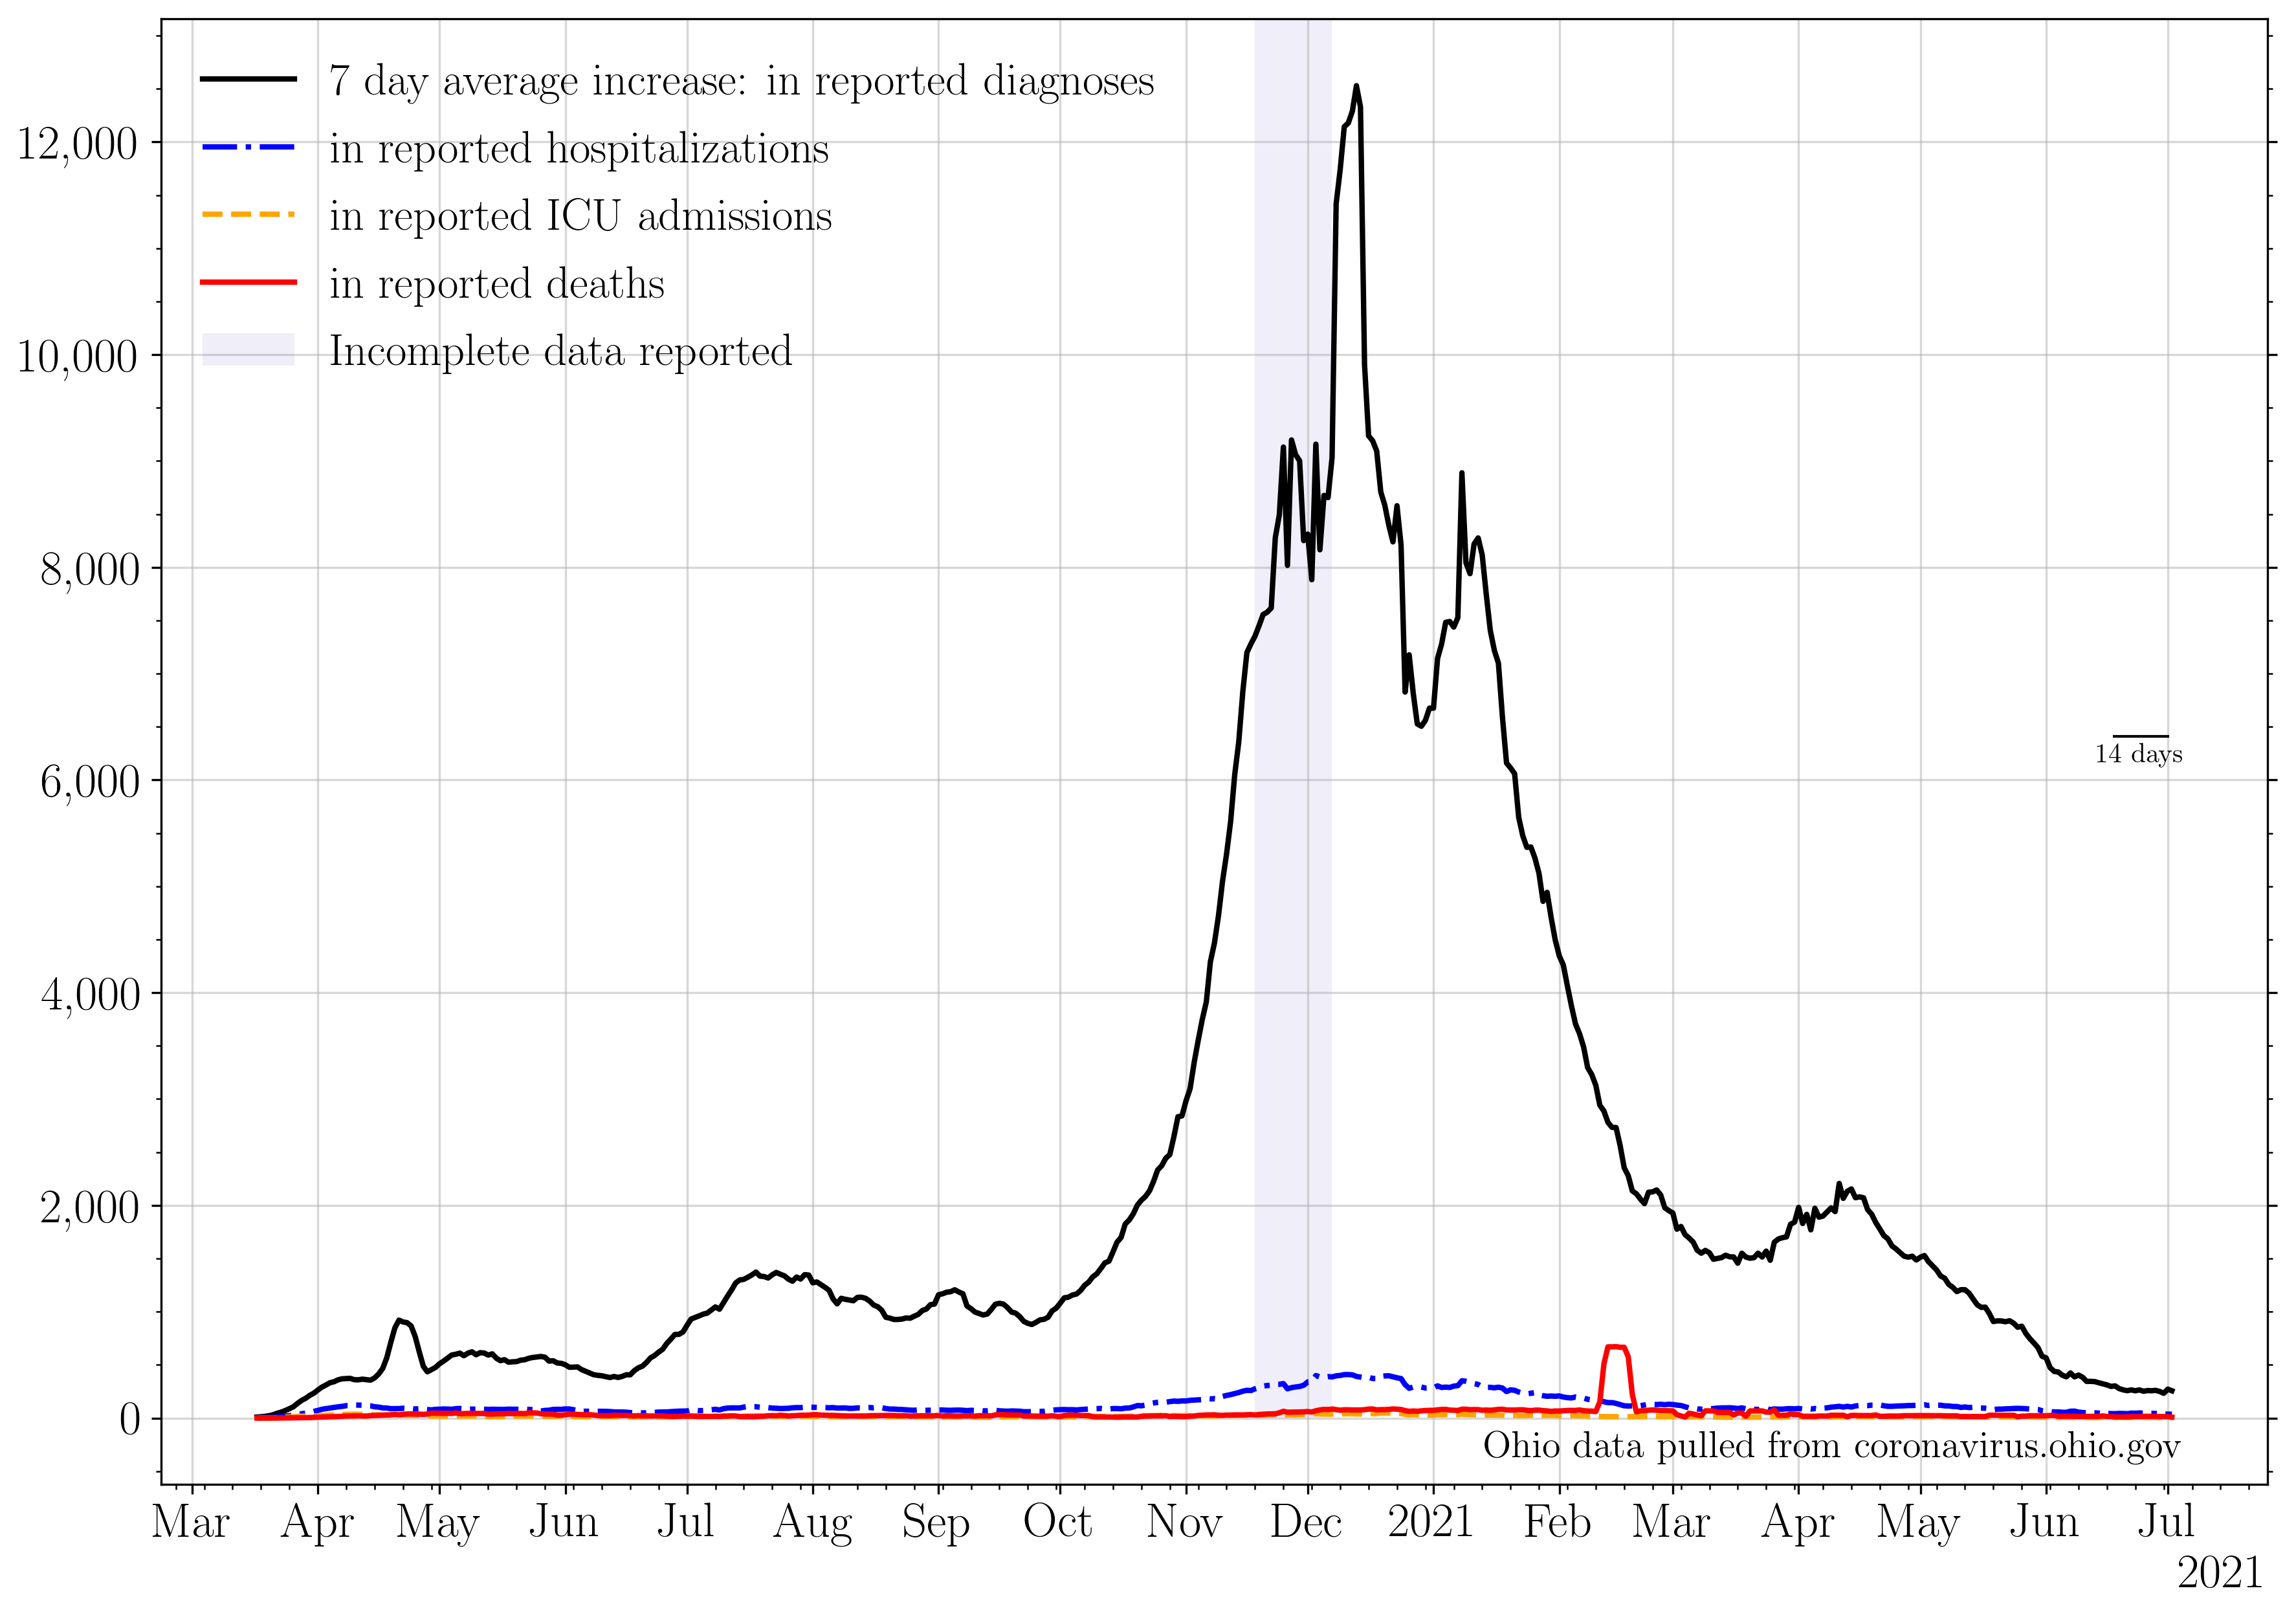 7 day average increase: in reported diagnoses
in reported hospitalizations
in reported ICU admissions
in reported deaths
Incomplete data reported
12,000
10,000
8,000
6,000
4,000
2,000
0
14 days
Ohio data pulled from coronavirus.ohio.gov
Mar Apr May Jun Jul Aug Sep Oct Nov Dec 2021 Feb Mar Apr May Jun Jul
2021